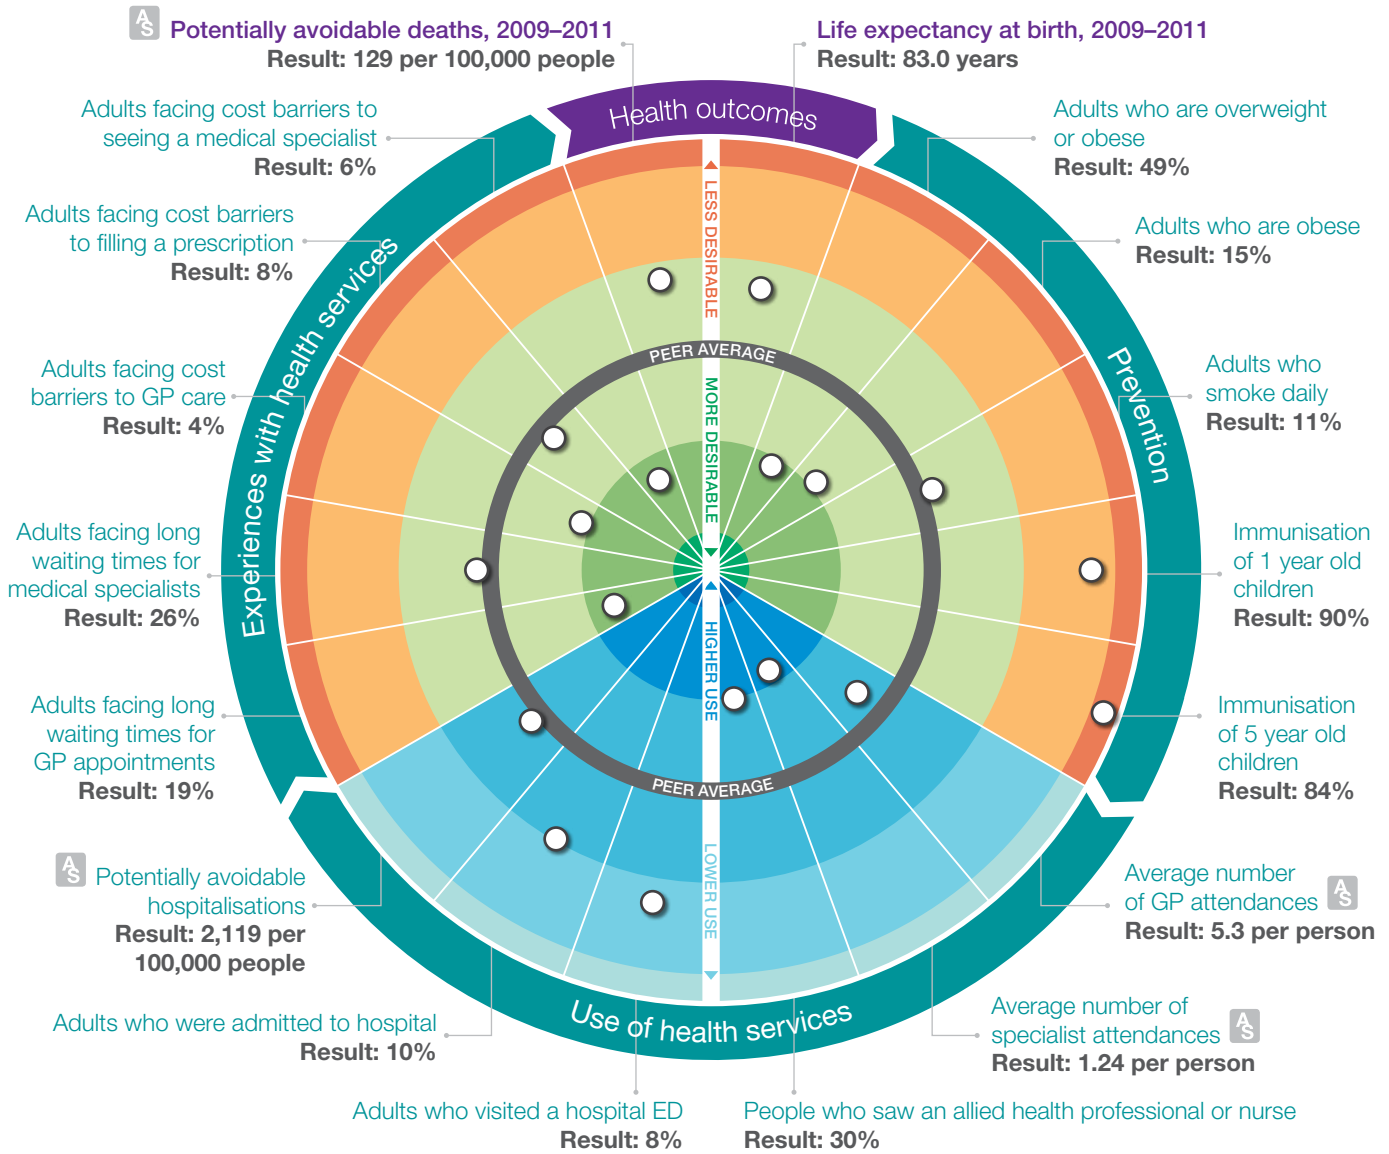 AS Potentially avoidable deaths, 2009–2011
Result: 129 per 100,000 people
Life expectancy at birth, 2009–2011
Result: 83.0 years
Health outcomes
Adults facing cost barriers to
seeing a medical specialist
Result: 6%
Adults who are overweight
or obese
Result: 49%
Adults facing cost barriers
to filling a prescription
Result: 8%
Adults who are obese
Result: 15%
Adults facing cost
barriers to GP care
Result: 4%
Adults who
smoke daily
Result: 11%
Experiences with health services
Prevention
LESS DESIRABLE
PEER AVERAGE
MORE DESIRABLE
HIGHER USE
PEER AVERAGE
LOWER USE
Adults facing long
waiting times for
medical specialists
Result: 26%
Immunisation
of 1 year old
children
Result: 90%
Adults facing long
waiting times for
GP appointments
Result: 19%
Immunisation
of 5 year old
children
Result: 84%
AS Potentially avoidable
hospitalisations
Result: 2,119 per
100,000 people
Average number
of GP attendances AS
Result: 5.3 per person
Use of health services
Adults who were admitted to hospital
Result: 10%
Average number of
specialist attendances AS
Result: 1.24 per person
Adults who visited a hospital ED
Result: 8%
People who saw an allied health professional or nurse
Result: 30%